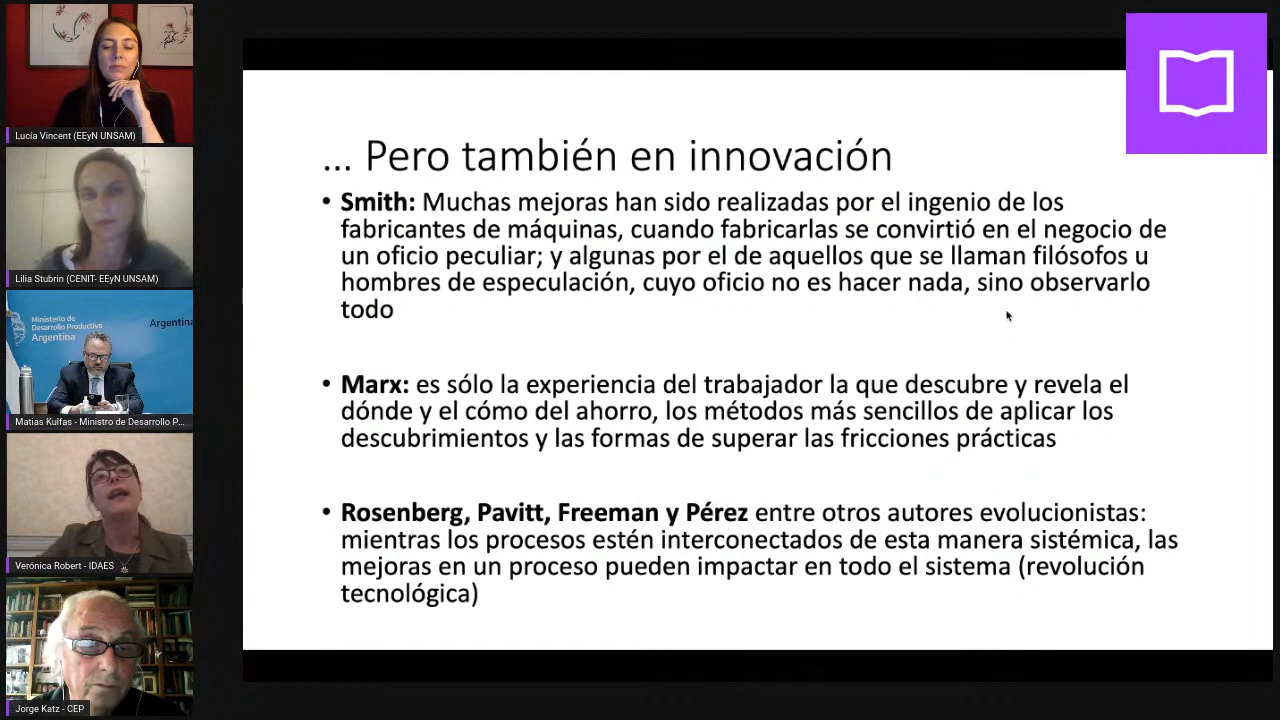 Lucía Vincent (EEyN UNSAM)
Lilia Stubrin (CENIT- EEyN UNSAM)
Ministerio de
Desarrollo Productivo
Argentina
Argentina
Matias Kulfas - Ministro de Desarrollo P...
Verónica Robert - IDAES
Jorge Katz - CEP
... Pero también en innovación
• Smith: Muchas mejoras han sido realizadas por el ingenio de los
fabricantes de máquinas, cuando fabricarlas se convirtió en el negocio de
un oficio peculiar; y algunas por el de aquellos que se llaman filósofos u
hombres de especulación, cuyo oficio no es hacer nada, sino observarlo
todo
• Marx: es sólo la experiencia del trabajador la que descubre y revela el
dónde y el cómo del ahorro, los métodos más sencillos de aplicar los
descubrimientos y las formas de superar las fricciones prácticas
• Rosenberg, Pavitt, Freeman y Pérez entre otros autores evolucionistas:
mientras los procesos estén interconectados de esta manera sistémica, las
mejoras en un proceso pueden impactar en todo el sistema (revolución
tecnológica)